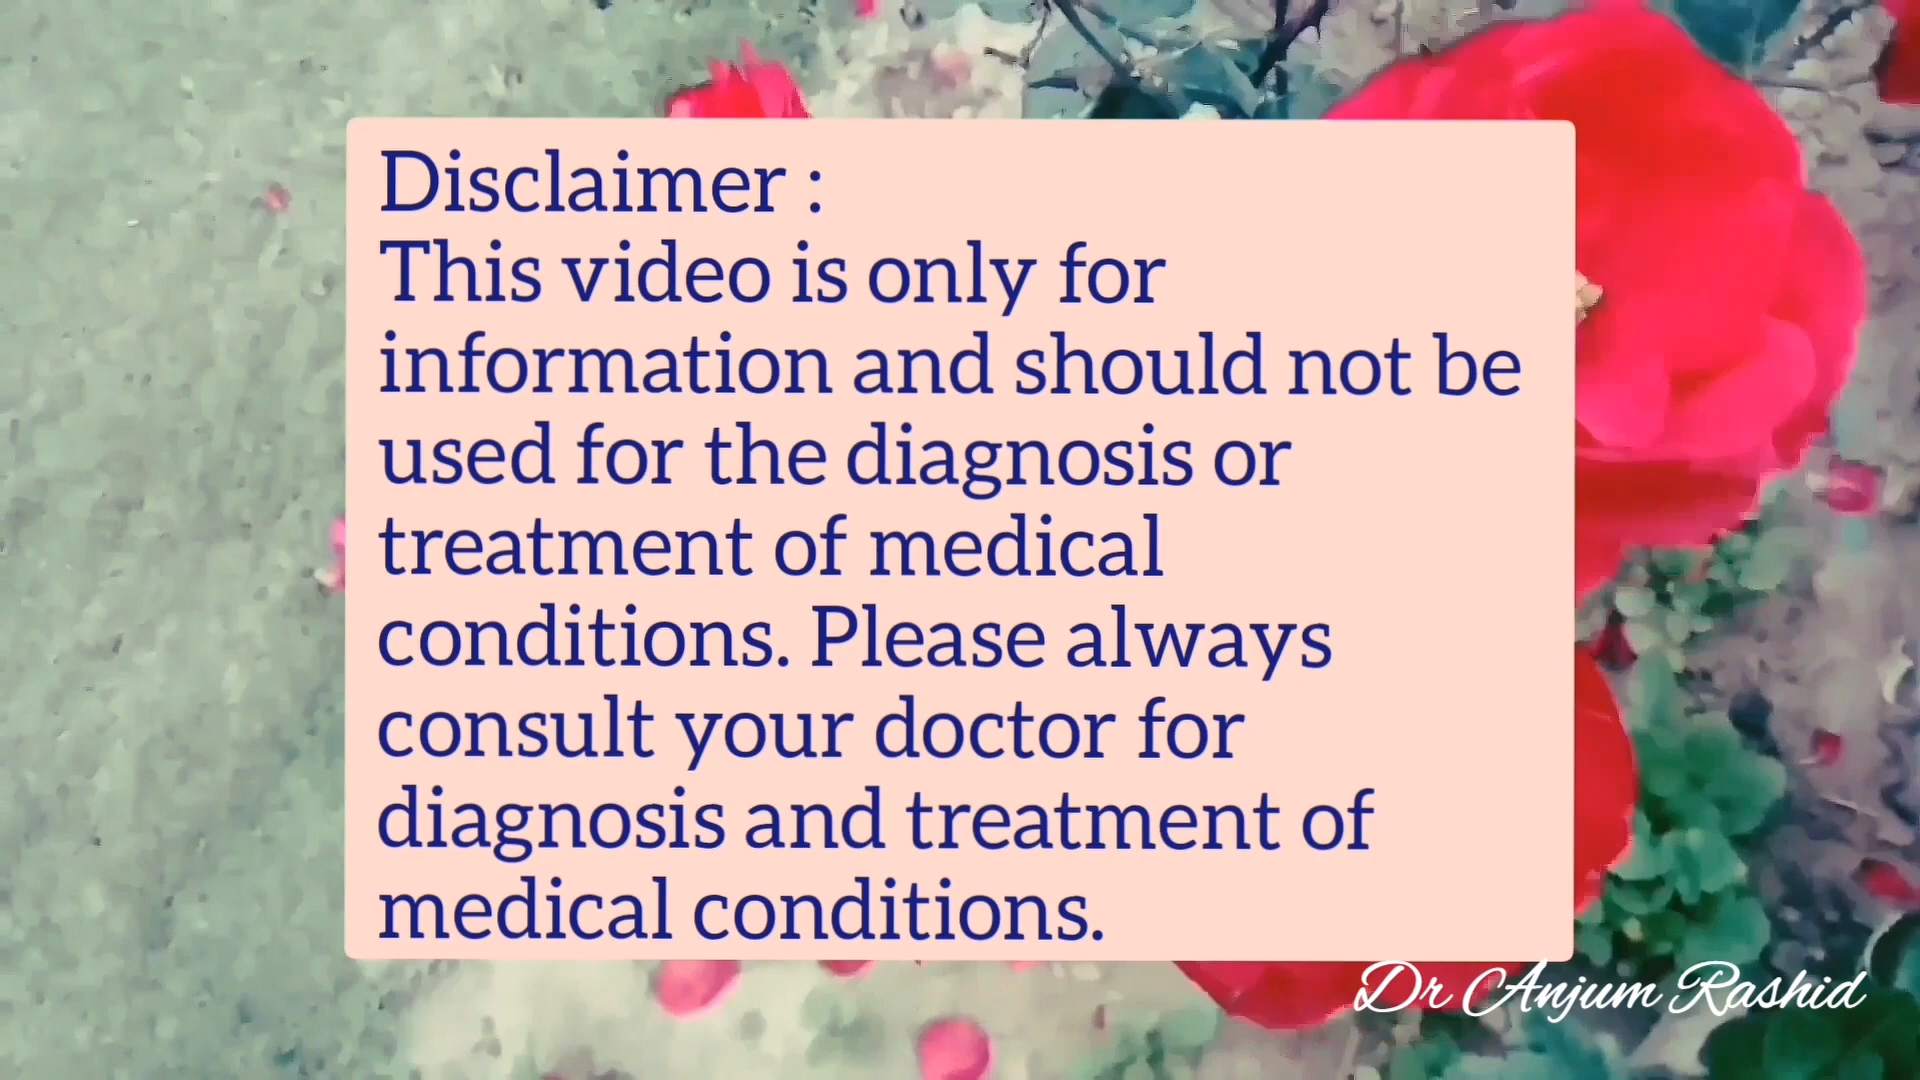 Disclaimer :
This video is only for
information and should not be
used for the diagnosis or
treatment of medical
conditions. Please always
consult your doctor for
diagnosis and treatment of
medical conditions.
Dr Anjum Rashid